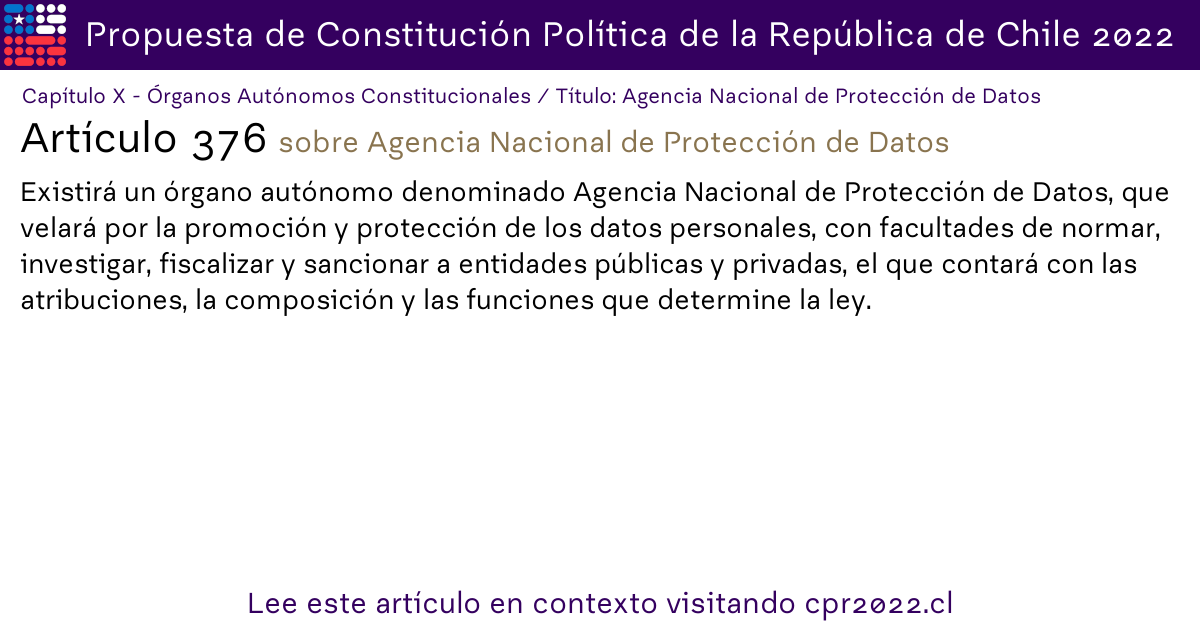 Propuesta de Constitución Política de la República de Chile 2022
Capítulo X - Órganos Autónomos Constitucionales / Título: Agencia Nacional de Protección de Datos
Artículo 376 sobre Agencia Nacional de Protección de Datos
Existirá un órgano autónomo denominado Agencia Nacional de Protección de Datos, que
velará por la promoción y protección de los datos personales, con facultades de normar,
investigar, fiscalizar y sancionar a entidades públicas y privadas, el que contará con las
atribuciones, la composición y las funciones que determine la ley.
Lee este artículo en contexto visitando cpr2022.cl